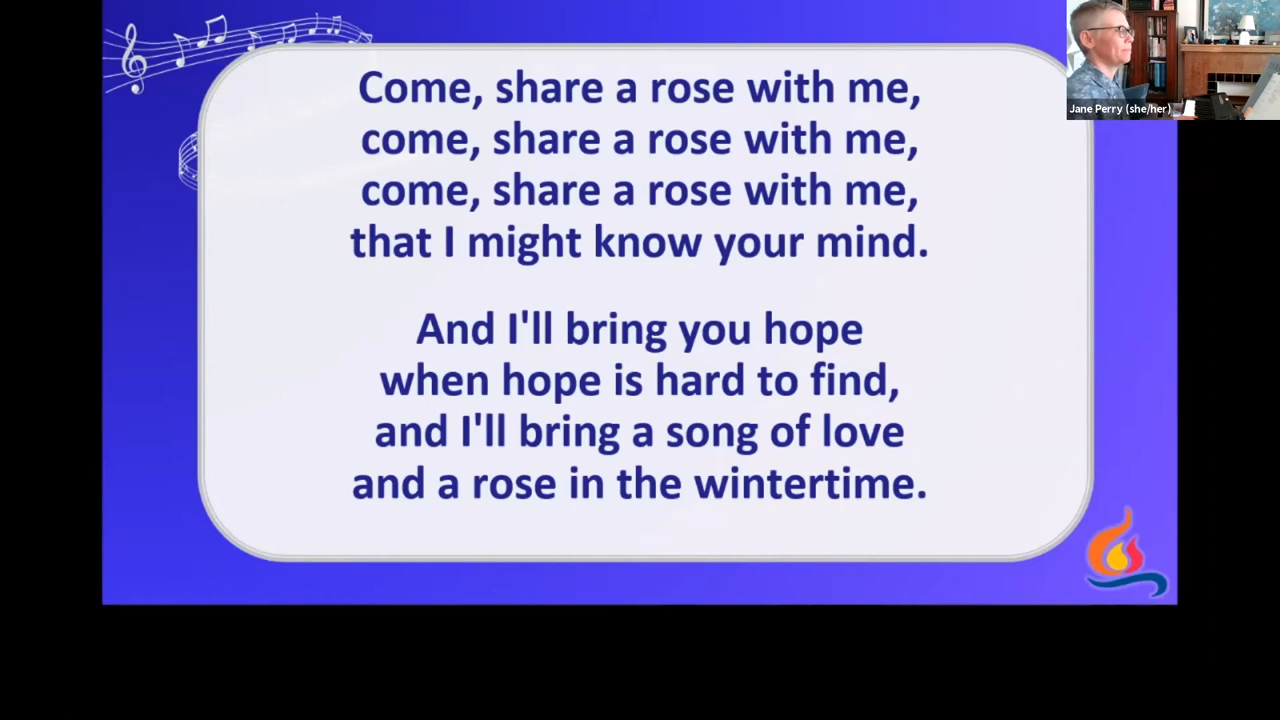 Come, share a rose with me,
come, share a rose with me,
come, share a rose with me,
that I might know your mind.
And I'll bring you hope
when hope is hard to find,
and I'll bring a song of love
and a rose in the wintertime.
Jane Perry (she/her)